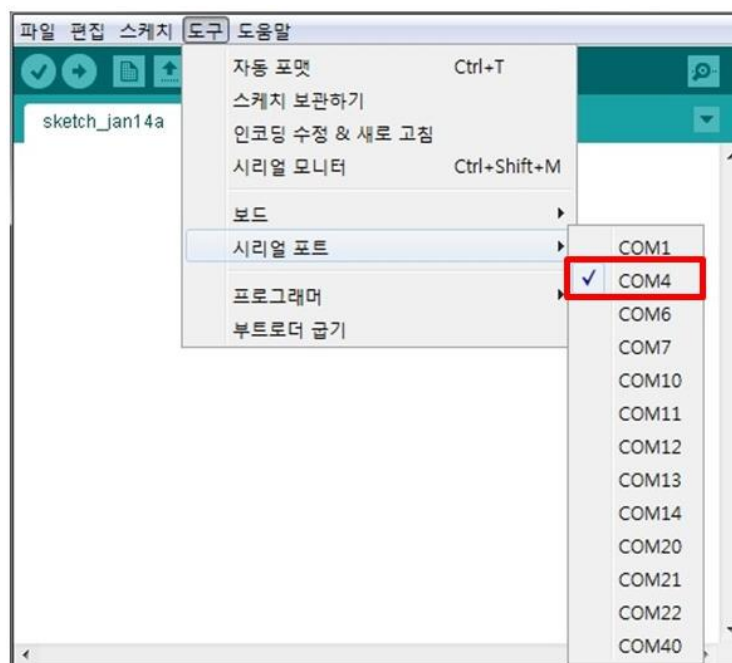 파일 편집 스케치 도구 도움말
자동 포맷 Ctrl+T
스케치 보관하기
sketch_jan14a
인코딩 수정 & 새로 고침
시리얼 모니터 Ctrl+Shift+M
보드
시리얼 포트
COM1
COM4
프로그래머
COM6
부트로더 굽기
COM7
COM10
COM11
COM12
COM13
COM14
COM20
COM21
COM22
COM40